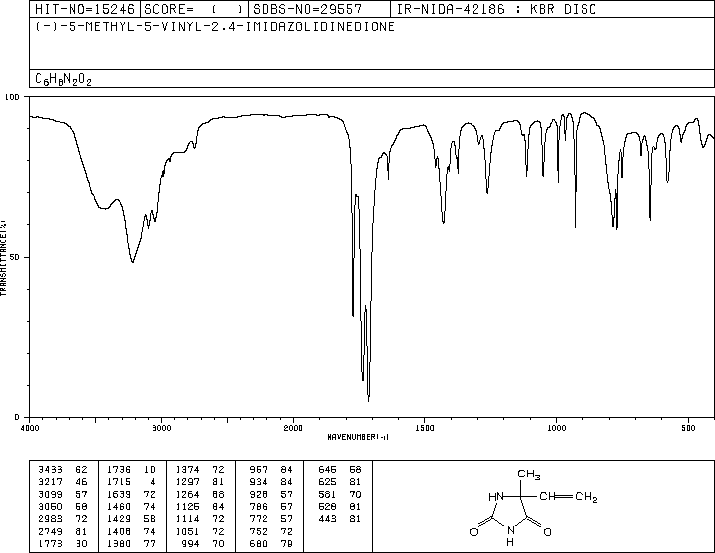 HIT-NO=15246 SCORE= ( ) SDBS-NO=29557 IR-NIDA-42186 : KBR DISC
(-)-5-METHYL-5-VINYL-2.4-IMIDAZOLIDINEDIONE
C6H8N2O2
100
50
0
TRANSMITTANCE(%)
4000 3000 2000 1500 1000 500
WAVENUMBER(-1)
3433 62 1736 10 1374 72 967 84 645 58
3217 46 1715 4 1297 81 934 84 625 81
3099 57 1639 72 1264 68 928 57 581 70
3050 58 1460 74 1125 84 786 57 528 81
2983 72 1429 58 1114 72 772 57 443 81
2749 81 1408 74 1051 72 752 72
1773 30 1380 77 994 70 680 79
CH3
HN CH CH2
O N O
H